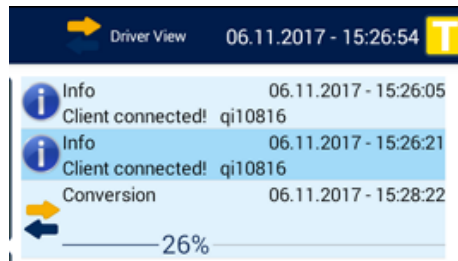 Driver View 06.11.2017 - 15:26:54 T
Info 06.11.2017 - 15:26:05
Client connected! qi10816
Info 06.11.2017 - 15:26:21
Client connected! qi10816
Conversion 06.11.2017 - 15:28:22
26%